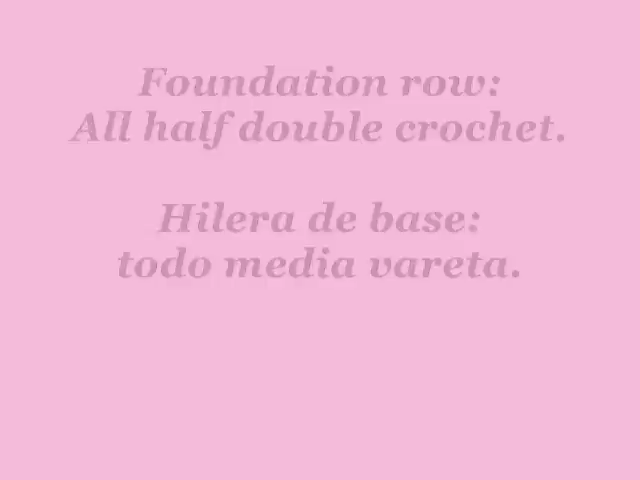 Foundation row:
All half double crochet.
Hilera de base:
todo media vareta.